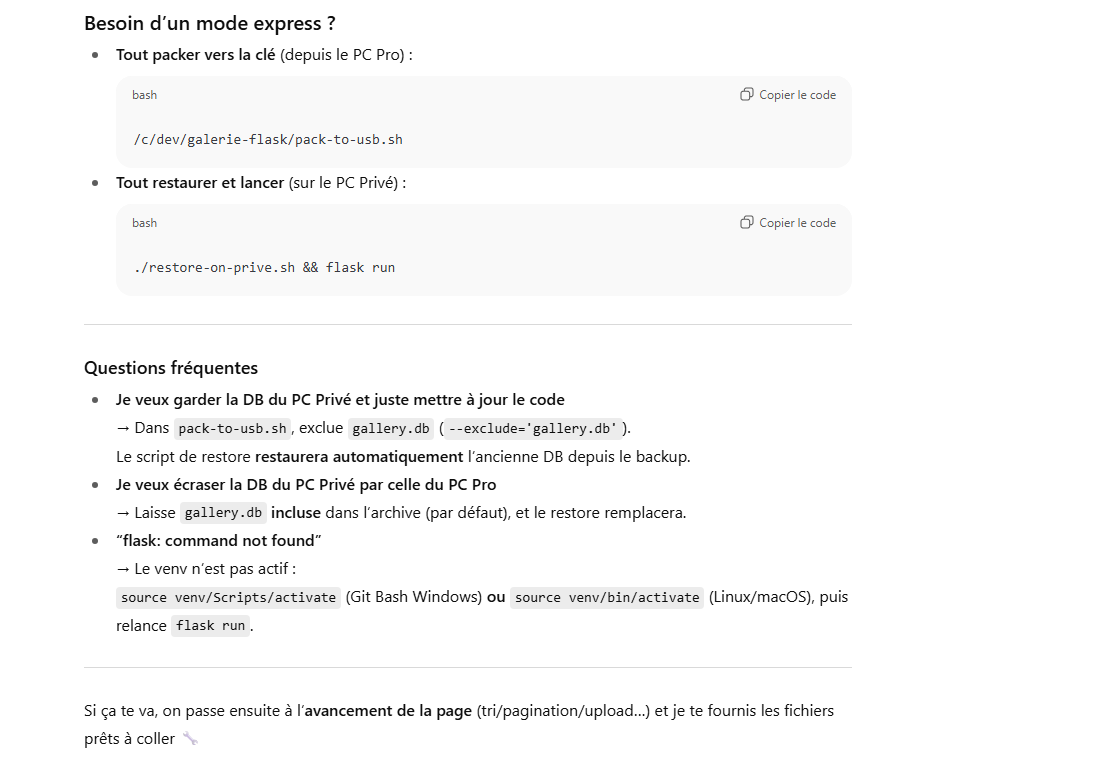 Besoin d’un mode express ?
• Tout packer vers la clé (depuis le PC Pro) :
bash
Copier le code
/c/dev/galerie-flask/pack-to-usb.sh
• Tout restaurer et lancer (sur le PC Privé) :
bash
Copier le code
./restore-on-prive.sh && flask run
Questions fréquentes
• Je veux garder la DB du PC Privé et juste mettre à jour le code
→ Dans pack-to-usb.sh, exclue gallery.db (--exclude='gallery.db').
Le script de restore restaurera automatiquement l’ancienne DB depuis le backup.
• Je veux écraser la DB du PC Privé par celle du PC Pro
→ Laisse gallery.db incluse dans l’archive (par défaut), et le restore remplacera.
• “flask: command not found”
→ Le venv n’est pas actif :
source venv/Scripts/activate (Git Bash Windows) ou source venv/bin/activate (Linux/macOS), puis
relance flask run.
Si ça te va, on passe ensuite à l’avancement de la page (tri/pagination/upload…) et je te fournis les fichiers
prêts à coller 🔧